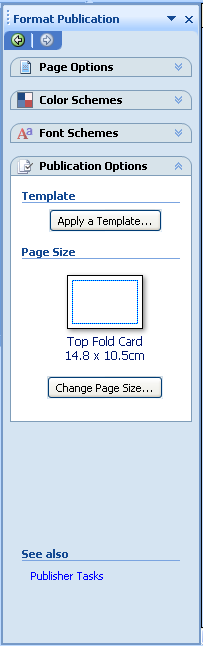 Format Publication
Page Options
Color Schemes
Font Schemes
Publication Options
Template
Apply a Template...
Page Size
Top Fold Card
14.8 x 10.5cm
Change Page Size...
See also
Publisher Tasks